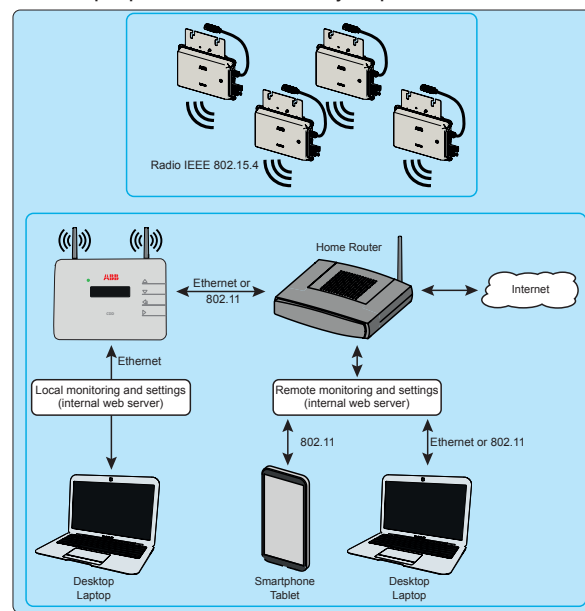 Radio IEEE 802.15.4
Home Router
ABB
Ethernet or
802.11
Internet
Ethernet
Local monitoring and settings
(internal web server)
Remote monitoring and settings
(internal web server)
802.11
Ethernet or 802.11
Desktop
Laptop
Smartphone
Tablet
Desktop
Laptop